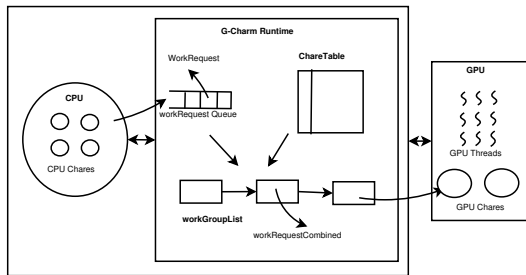 G-Charm Runtime
WorkRequest
ChareTable
workRequest Queue
CPU
CPU Chares
GPU
GPU Threads
GPU Chares
workGroupList
workRequestCombined